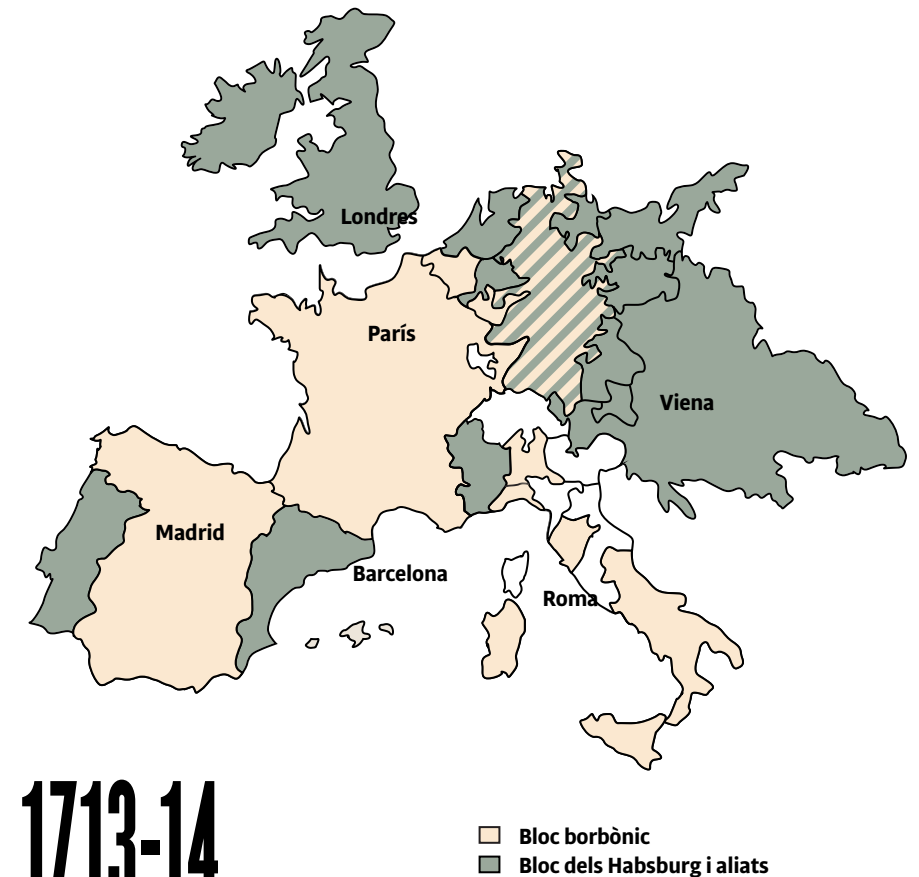 Londres
París
Viena
Madrid
Barcelona
Roma
1713-14
Bloc borbònic
Bloc dels Habsburg i aliats